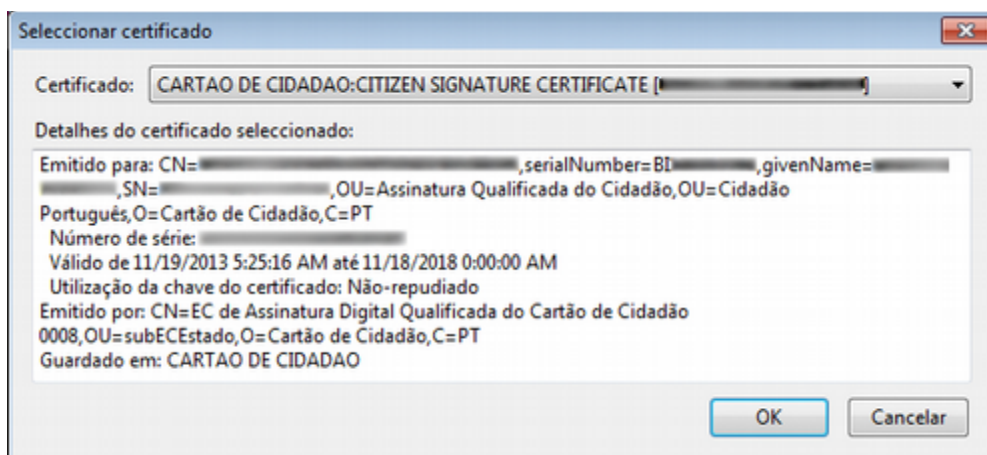 Seleccionar certificado
Certificado: CARTAO DE CIDADAO:CITIZEN SIGNATURE CERTIFICATE [ ]
Detalhes do certificado seleccionado:
Emitido para: CN= ,serialNumber=BI ,givenName=
,SN= ,OU=Assinatura Qualificada do Cidadão,OU=Cidadão
Português,O=Cartão de Cidadão,C=PT
Número de série:
Válido de 11/19/2013 5:25:16 AM até 11/18/2018 0:00:00 AM
Utilização da chave do certificado: Não-repudiado
Emitido por: CN=EC de Assinatura Digital Qualificada do Cartão de Cidadão
0008,OU=subECEstado,O=Cartão de Cidadão,C=PT
Guardado em: CARTAO DE CIDADAO
OK Cancelar